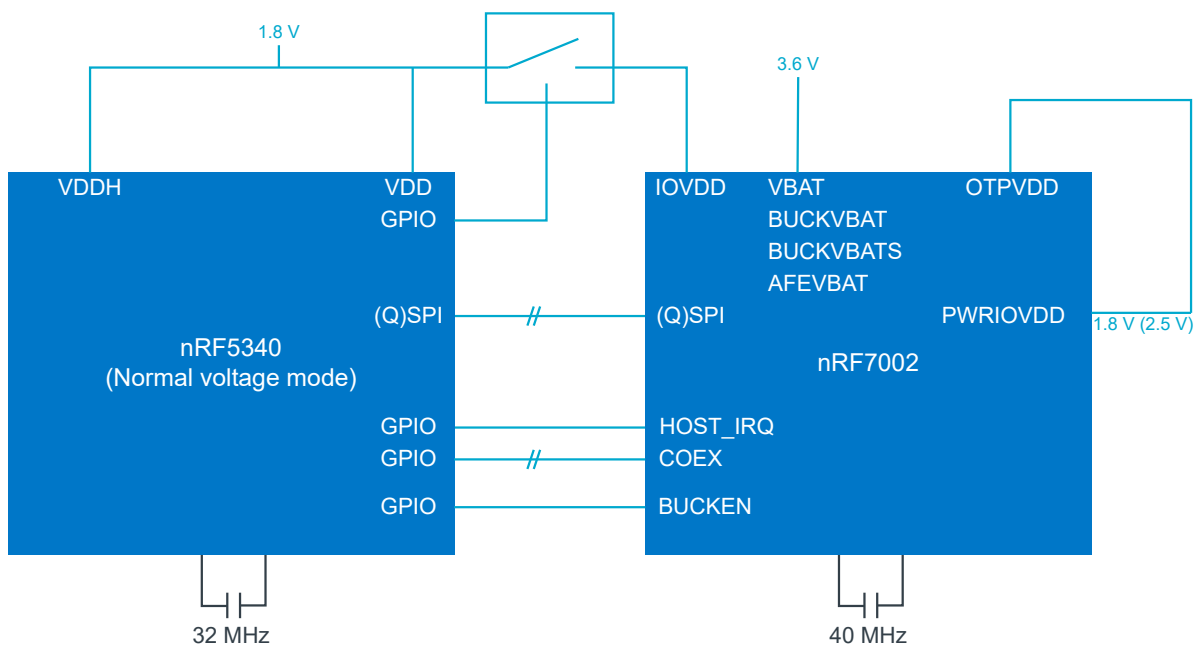 1.8 V
3.6 V
VDDH
VDD
IOVDD
VBAT
OTPVDD
GPIO
BUCKVBAT
BUCKVBATS
AFEVBAT
(Q)SPI
(Q)SPI
PWRIOVDD
1.8 V (2.5 V)
nRF5340
(Normal voltage mode)
nRF7002
GPIO
HOST_IRQ
GPIO
COEX
GPIO
BUCKEN
32 MHz
40 MHz